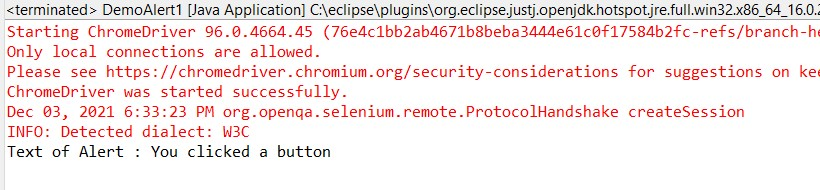 <terminated> DemoAlert1 [Java Application] C:\eclipse\plugins\org.eclipse.justj.openjdk.hotspot.jre.full.win32.x86_64_16.0.2
Starting ChromeDriver 96.0.4664.45 (76e4c1bb2ab4671b8beba3444e61c0f17584b2fc-refs/branch-he
Only local connections are allowed.
Please see https://chromedriver.chromium.org/security-considerations for suggestions on kee
ChromeDriver was started successfully.
Dec 03, 2021 6:33:23 PM org.openqa.selenium.remote.ProtocolHandshake createSession
INFO: Detected dialect: W3C
Text of Alert : You clicked a button